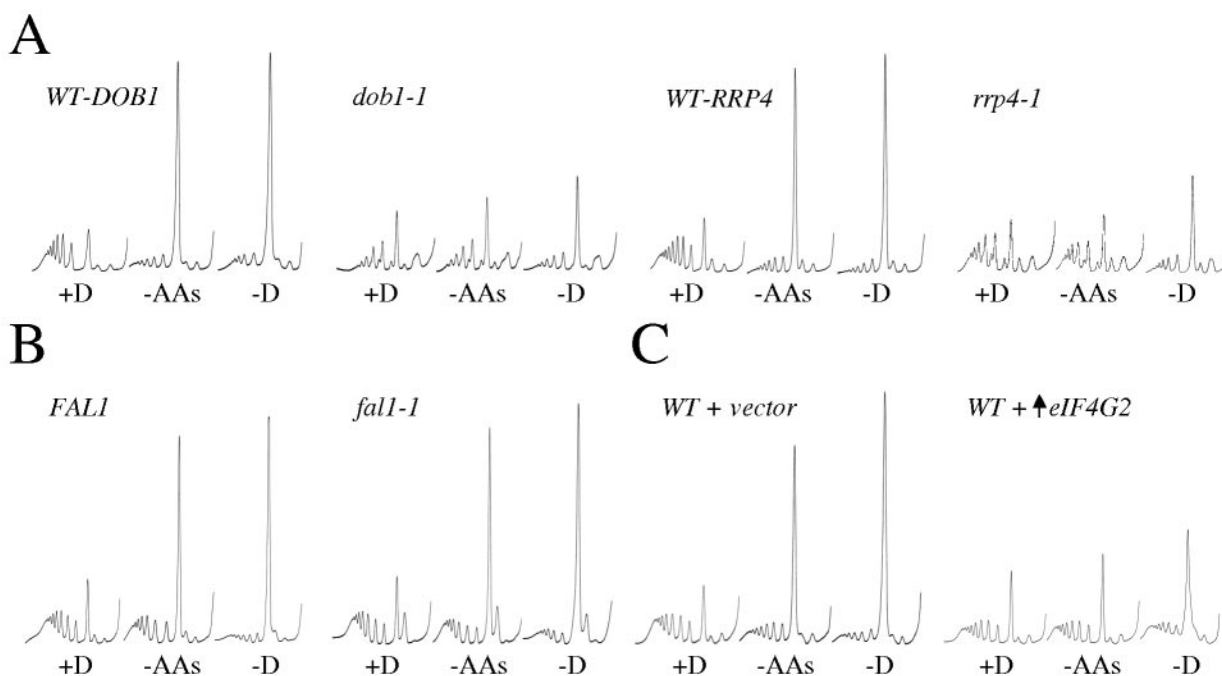 A
WT-DOB1 dob1-1 WT-RRP4 rrp4-1
+D -AAs -D +D -AAs -D +D -AAs -D +D -AAs -D
B C
FAL1 fal1-1 WT + vector WT + ↑eIF4G2
+D -AAs -D +D -AAs -D +D -AAs -D +D -AAs -D